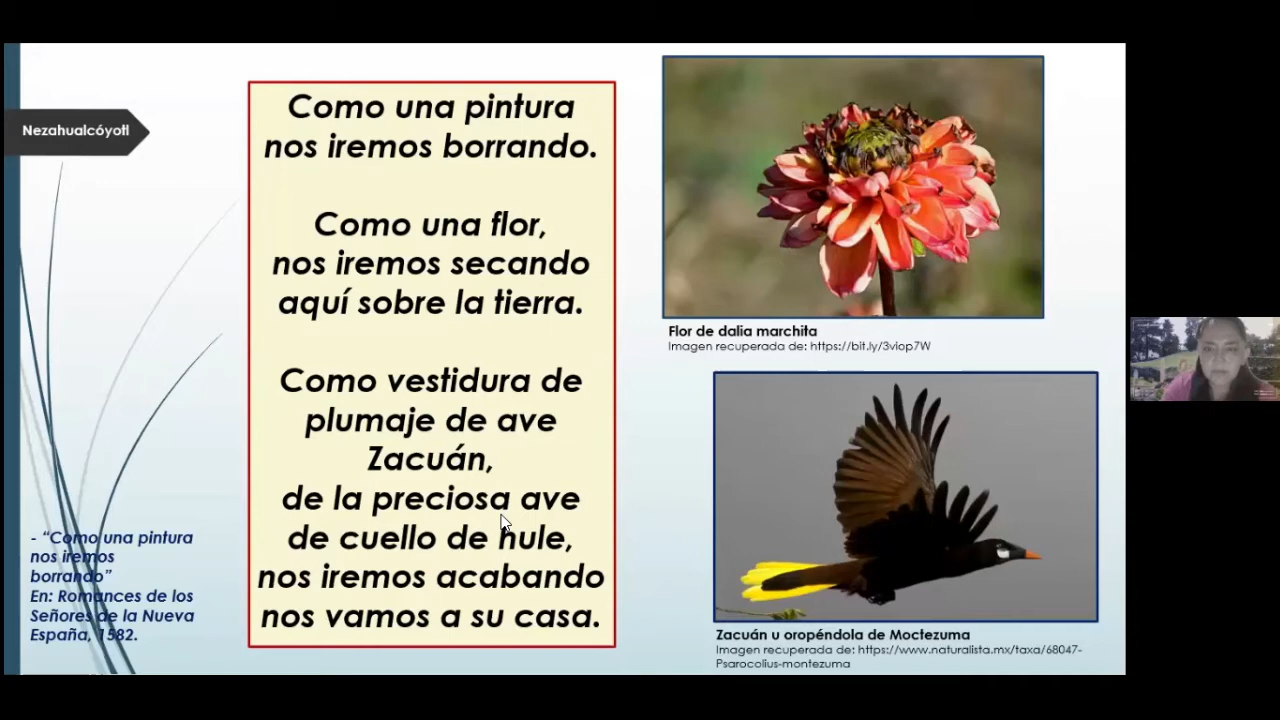 Nezahualcóyotl
Como una pintura
nos iremos borrando.
Como una flor,
nos iremos secando
aquí sobre la tierra.
Como vestidura de
plumaje de ave
Zacuán,
de la preciosa ave
de cuello de hule,
nos iremos acabando
nos vamos a su casa.
- “Como una pintura
nos iremos
borrando”
En: Romances de los
Señores de la Nueva
España, 1582.
Flor de dalia marchita
Imagen recuperada de: https://bit.ly/3viop7W
Zacuán u oropéndola de Moctezuma
Imagen recuperada de: https://www.naturalista.mx/taxa/68047-
Psarocolius-montezuma